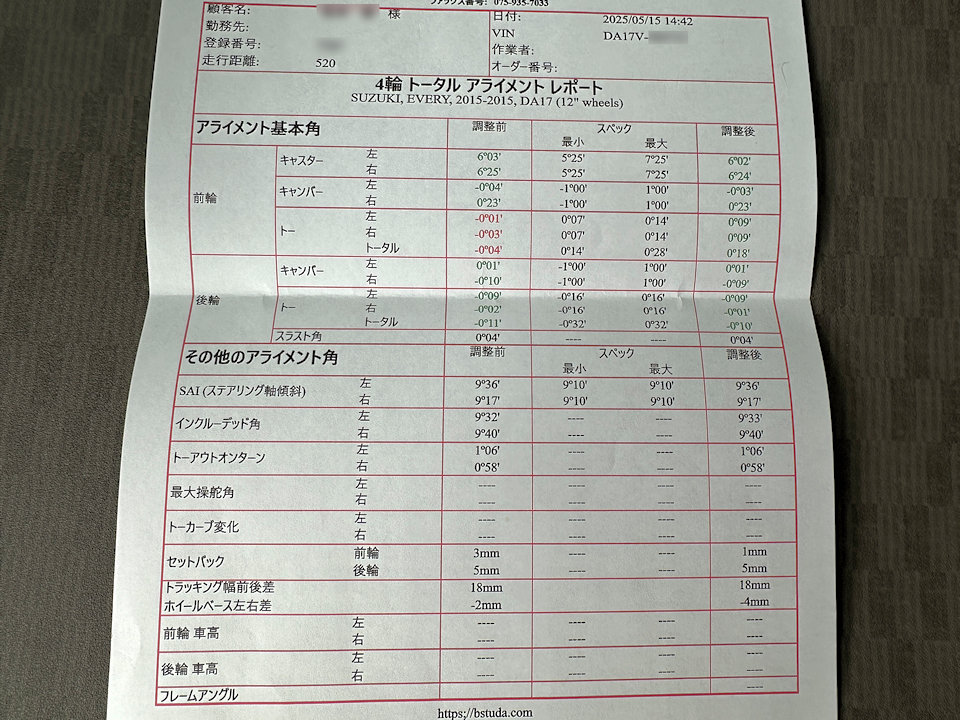 ファックス番号: 075-935-7033
顧客名: 様
勤務先:
登録番号:
走行距離: 520
日付: 2025/05/15 14:42
VIN DA17V-
作業者:
オーダー番号:
4輪 トータル アライメント レポート
SUZUKI, EVERY, 2015-2015, DA17 (12" wheels)
アライメント基本角 調整前 スペック 調整後
最小 最大
前輪
キャスター 左 6°03' 5°25' 7°25' 6°02'
右 6°25' 5°25' 7°25' 6°24'
キャンバー 左 -0°04' -1°00' 1°00' -0°03'
右 0°23' -1°00' 1°00' 0°23'
トー 左 -0°01' 0°07' 0°14' 0°09'
右 -0°03' 0°07' 0°14' 0°09'
トータル -0°04' 0°14' 0°28' 0°18'
後輪
キャンバー 左 0°01' -1°00' 1°00' 0°01'
右 -0°10' -1°00' 1°00' -0°09'
トー 左 -0°09' -0°16' 0°16' -0°09'
右 -0°02' -0°16' 0°16' -0°01'
トータル -0°11' -0°32' 0°32' -0°10'
スラスト角 0°04' ---- ---- 0°04'
その他のアライメント角 調整前 スペック 調整後
最小 最大
SAI (ステアリング軸傾斜) 左 9°36' 9°10' 9°10' 9°36'
右 9°17' 9°10' 9°10' 9°17'
インクルーデッド角 左 9°32' ---- ---- 9°33'
右 9°40' ---- ---- 9°40'
トーアウトオンターン 左 1°06' ---- ---- 1°06'
右 0°58' ---- ---- 0°58'
最大操舵角 左 ---- ---- ---- ----
右 ---- ---- ---- ----
トーカーブ変化 左 ---- ---- ---- ----
右 ---- ---- ---- ----
セットバック 前輪 3mm ---- ---- 1mm
後輪 5mm ---- ---- 5mm
トラッキング幅前後差 18mm 18mm
ホイールベース左右差 -2mm -4mm
前輪 車高 左 ---- ---- ---- ----
右 ---- ---- ---- ----
後輪 車高 左 ---- ---- ---- ----
右 ---- ---- ---- ----
フレームアングル ----
https://bstuda.com